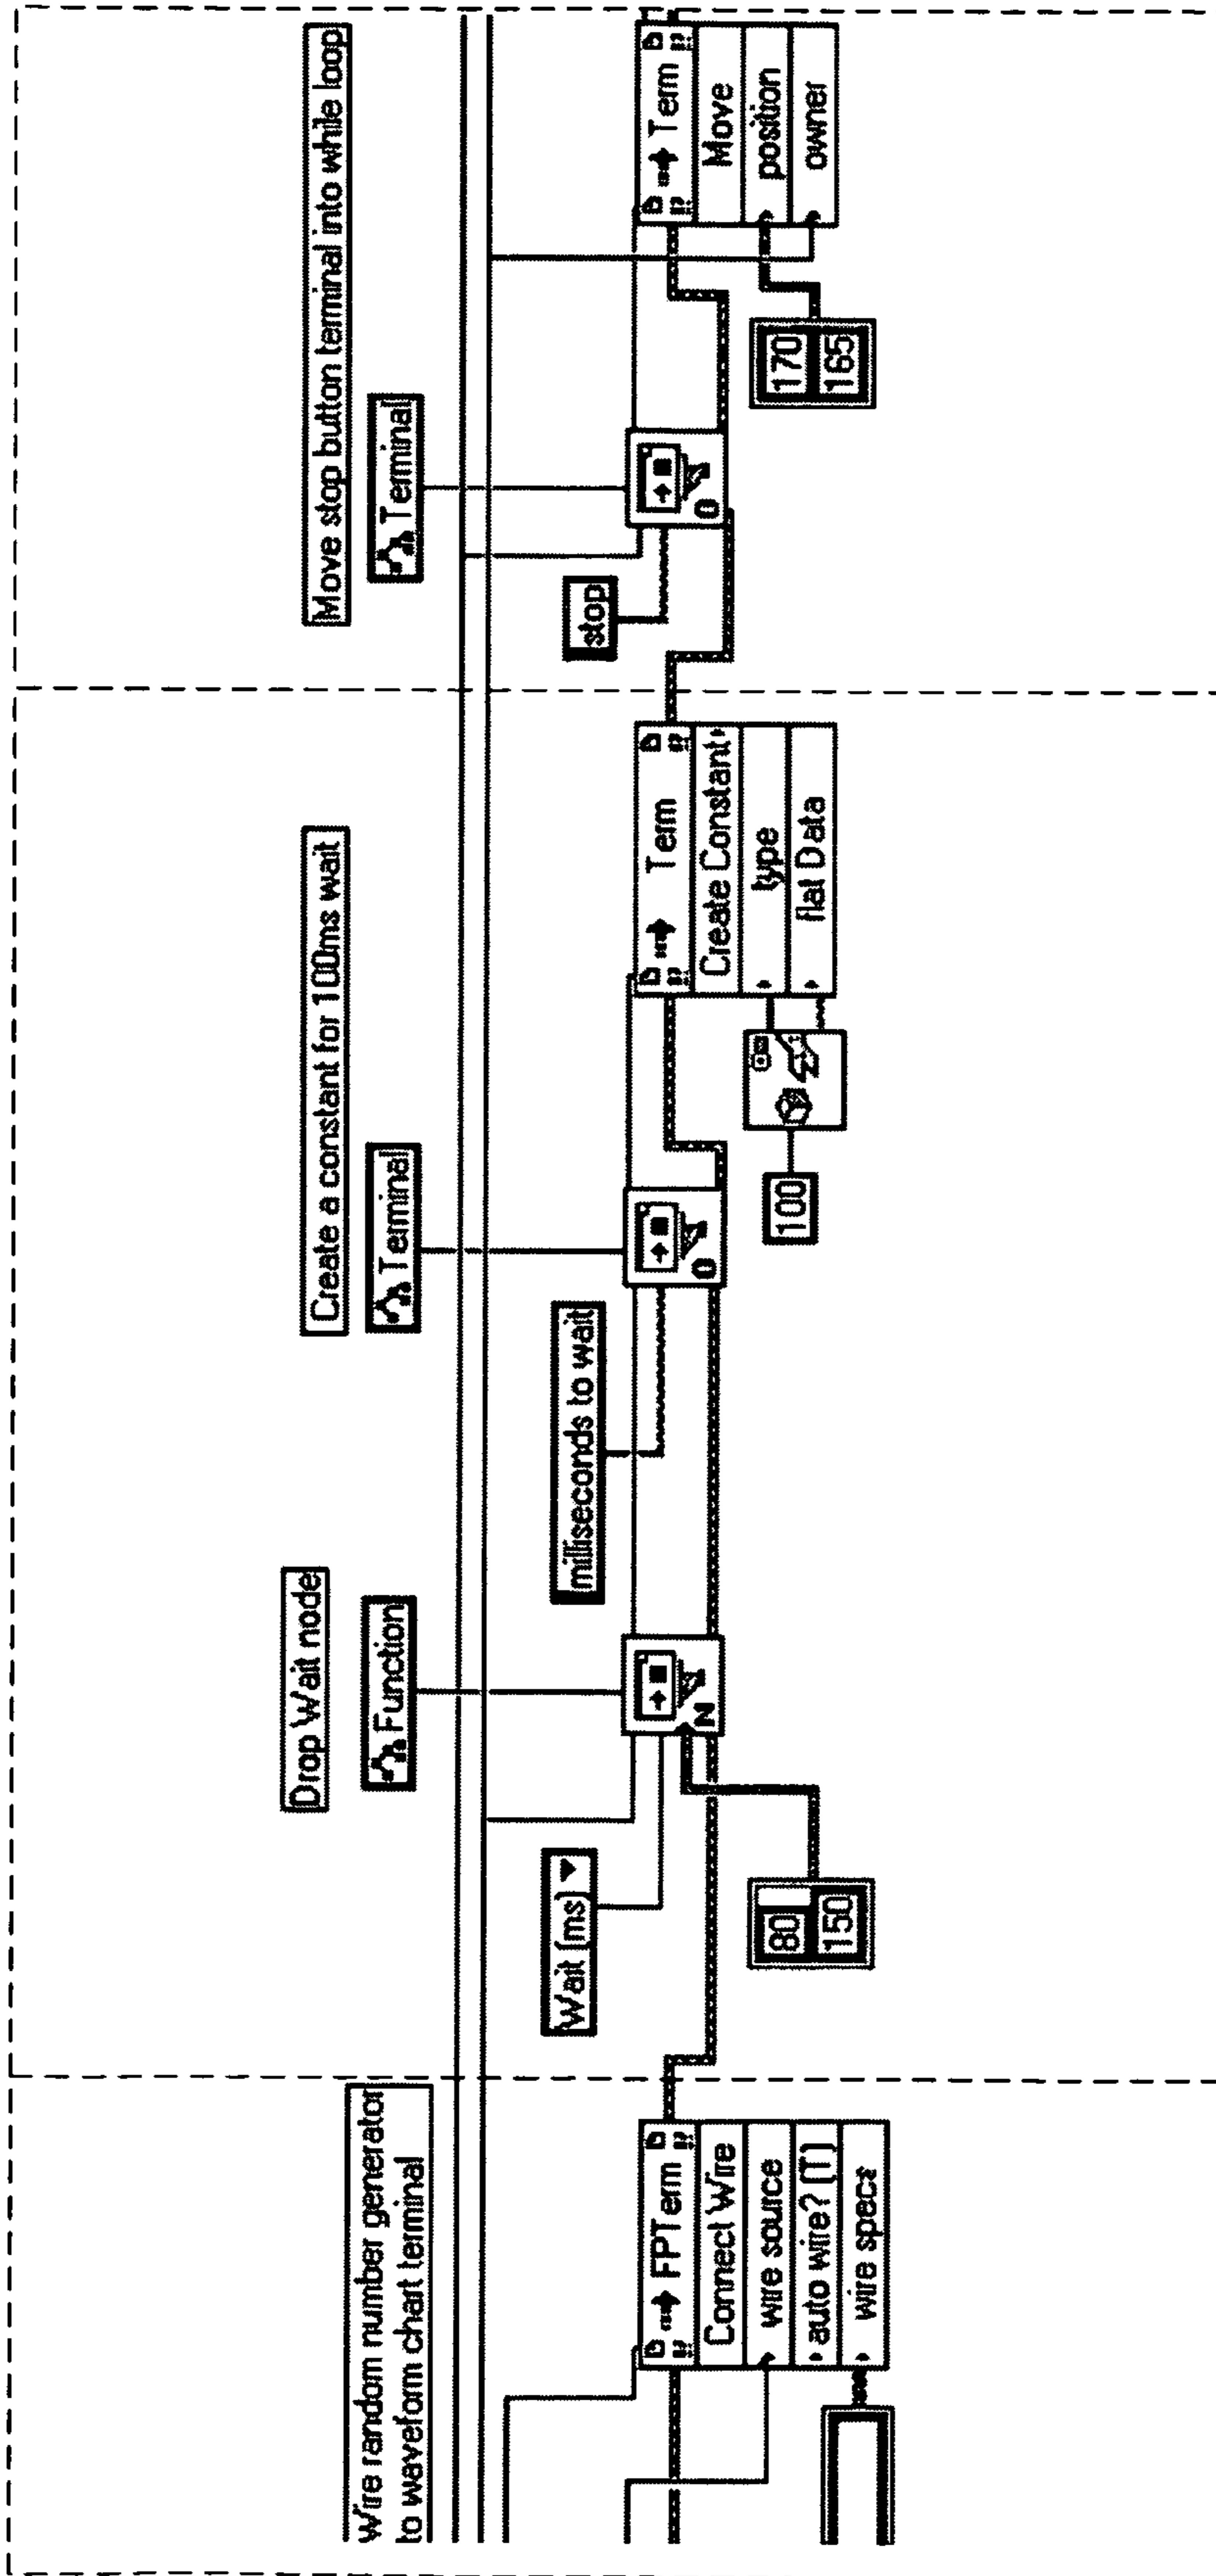 Wire random number generator
to waveform chart terminal
FPTerm
Connect Wire
wire source
auto wire? (T)
wire specs
Drop Wait node
Function
Wait (ms)
80
150
N
milliseconds to wait
Create a constant for 100ms wait
Terminal
O
100
Term
Create Constant
type
flat Data
Move stop button terminal into while loop
Terminal
stop
O
170
165
Term
Move
position
owner